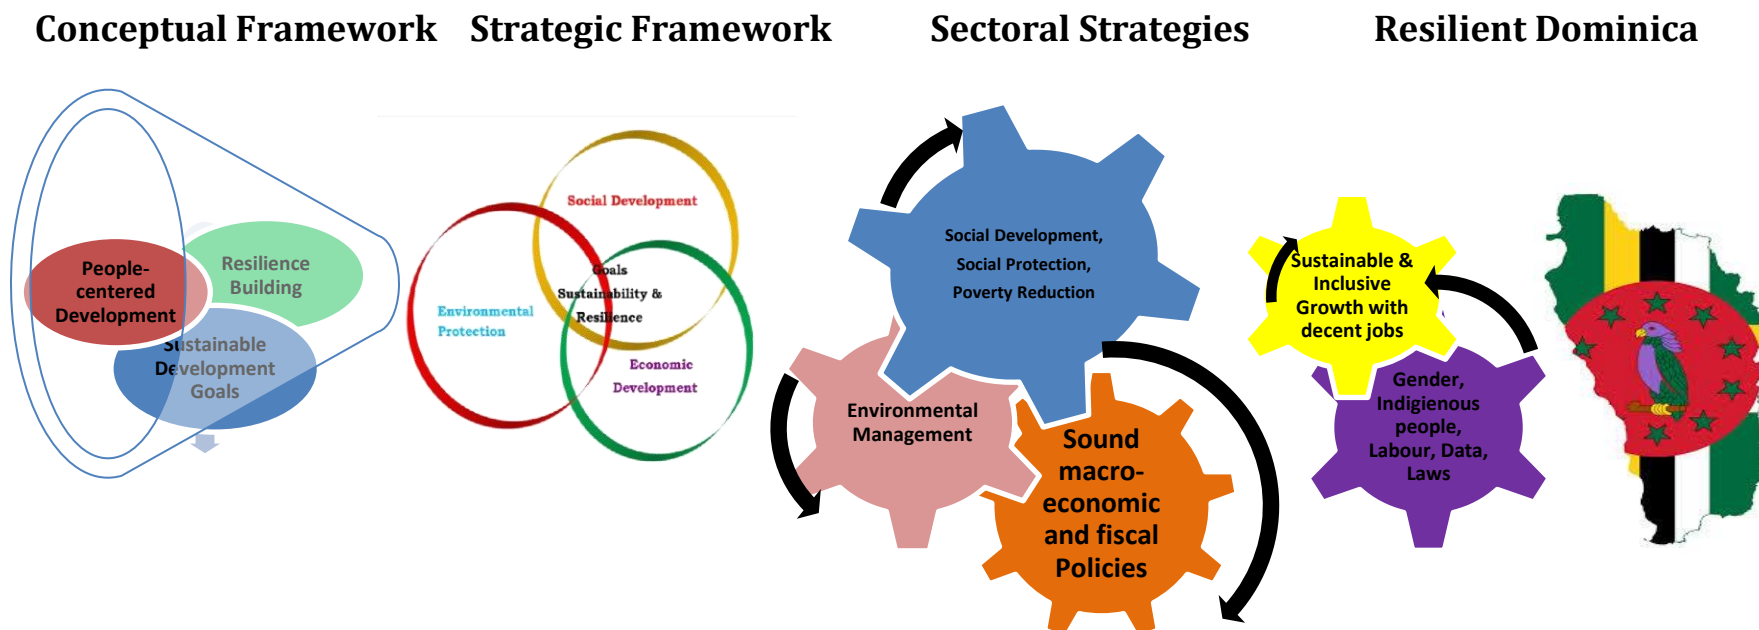 Conceptual Framework
Strategic Framework
Sectoral Strategies
Resilient Dominica
People-
centered
Development
Resilience
Building
Sustainable
Development
Goals
Social Development
Goals
Sustainability &
Resilience
Environmental
Protection
Economic
Development
Social Development,
Social Protection,
Poverty Reduction
Environmental
Management
Sound
macro-
economic
and fiscal
Policies
Sustainable &
Inclusive
Growth with
decent jobs
Gender,
Indigienous
people,
Labour, Data,
Laws